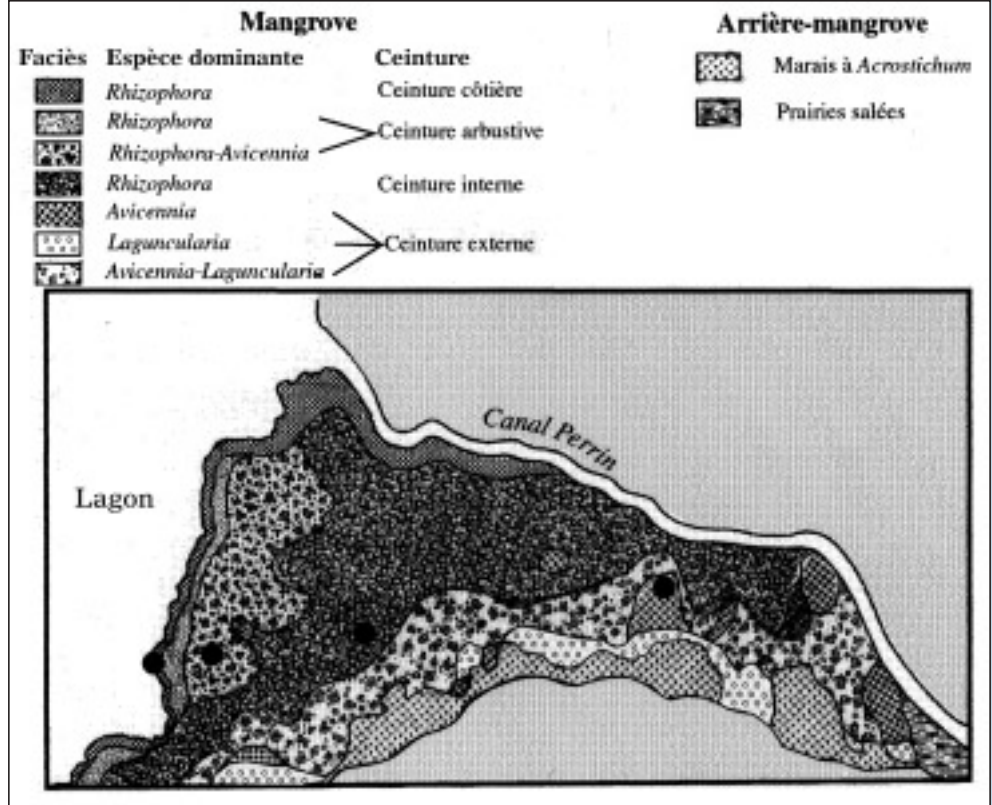 Mangrove
Faciès Espèce dominante Ceinture
Rhizophora Ceinture côtière
Rhizophora
Ceinture arbustive
Rhizophora-Avicennia
Rhizophora Ceinture interne
Avicennia
Laguncularia Ceinture externe
Avicennia-Laguncularia
Arrière-mangrove
Marais à Acrostichum
Prairies salées
Canal Perrin
Lagon